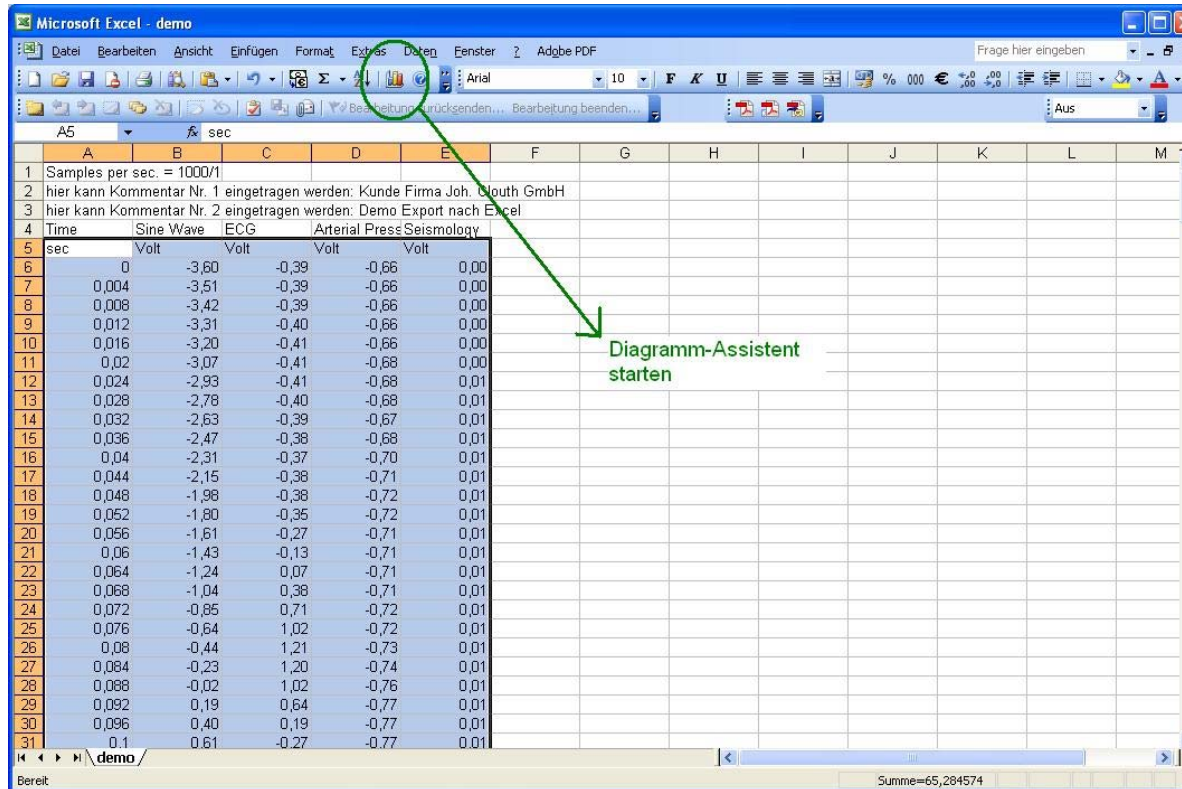 Microsoft Excel - demo
Datei Bearbeiten Ansicht Einfügen Format Extras Daten Fenster ? Adobe PDF Frage hier eingeben
Arial 10 F K U % 000 €
Bearbeitung zurücksenden... Bearbeitung beenden... Aus
A5 fx sec
A B C D E F G H I J K L M
1 Samples per sec. = 1000/1
2 hier kann Kommentar Nr. 1 eingetragen werden: Kunde Firma Joh. Clouth GmbH
3 hier kann Kommentar Nr. 2 eingetragen werden: Demo Export nach Excel
4 Time Sine Wave ECG Arterial Press Seismology
5 sec Volt Volt Volt Volt
6 0 -3,60 -0,39 -0,66 0,00
7 0,004 -3,51 -0,39 -0,66 0,00
8 0,008 -3,42 -0,39 -0,66 0,00
9 0,012 -3,31 -0,40 -0,66 0,00
10 0,016 -3,20 -0,41 -0,66 0,00
11 0,02 -3,07 -0,41 -0,68 0,00
12 0,024 -2,93 -0,41 -0,68 0,01
13 0,028 -2,78 -0,40 -0,68 0,01
14 0,032 -2,63 -0,39 -0,67 0,01
15 0,036 -2,47 -0,38 -0,68 0,01
16 0,04 -2,31 -0,37 -0,70 0,01
17 0,044 -2,15 -0,38 -0,71 0,01
18 0,048 -1,98 -0,38 -0,72 0,01
19 0,052 -1,80 -0,35 -0,72 0,01
20 0,056 -1,61 -0,27 -0,71 0,01
21 0,06 -1,43 -0,13 -0,71 0,01
22 0,064 -1,24 0,07 -0,71 0,01
23 0,068 -1,04 0,38 -0,71 0,01
24 0,072 -0,85 0,71 -0,72 0,01
25 0,076 -0,64 1,02 -0,72 0,01
26 0,08 -0,44 1,21 -0,73 0,01
27 0,084 -0,23 1,20 -0,74 0,01
28 0,088 -0,02 1,02 -0,76 0,01
29 0,092 0,19 0,64 -0,77 0,01
30 0,096 0,40 0,19 -0,77 0,01
31 0,1 0,61 -0,27 -0,77 0,01
Diagramm-Assistent
starten
demo
Bereit Summe=65,284574